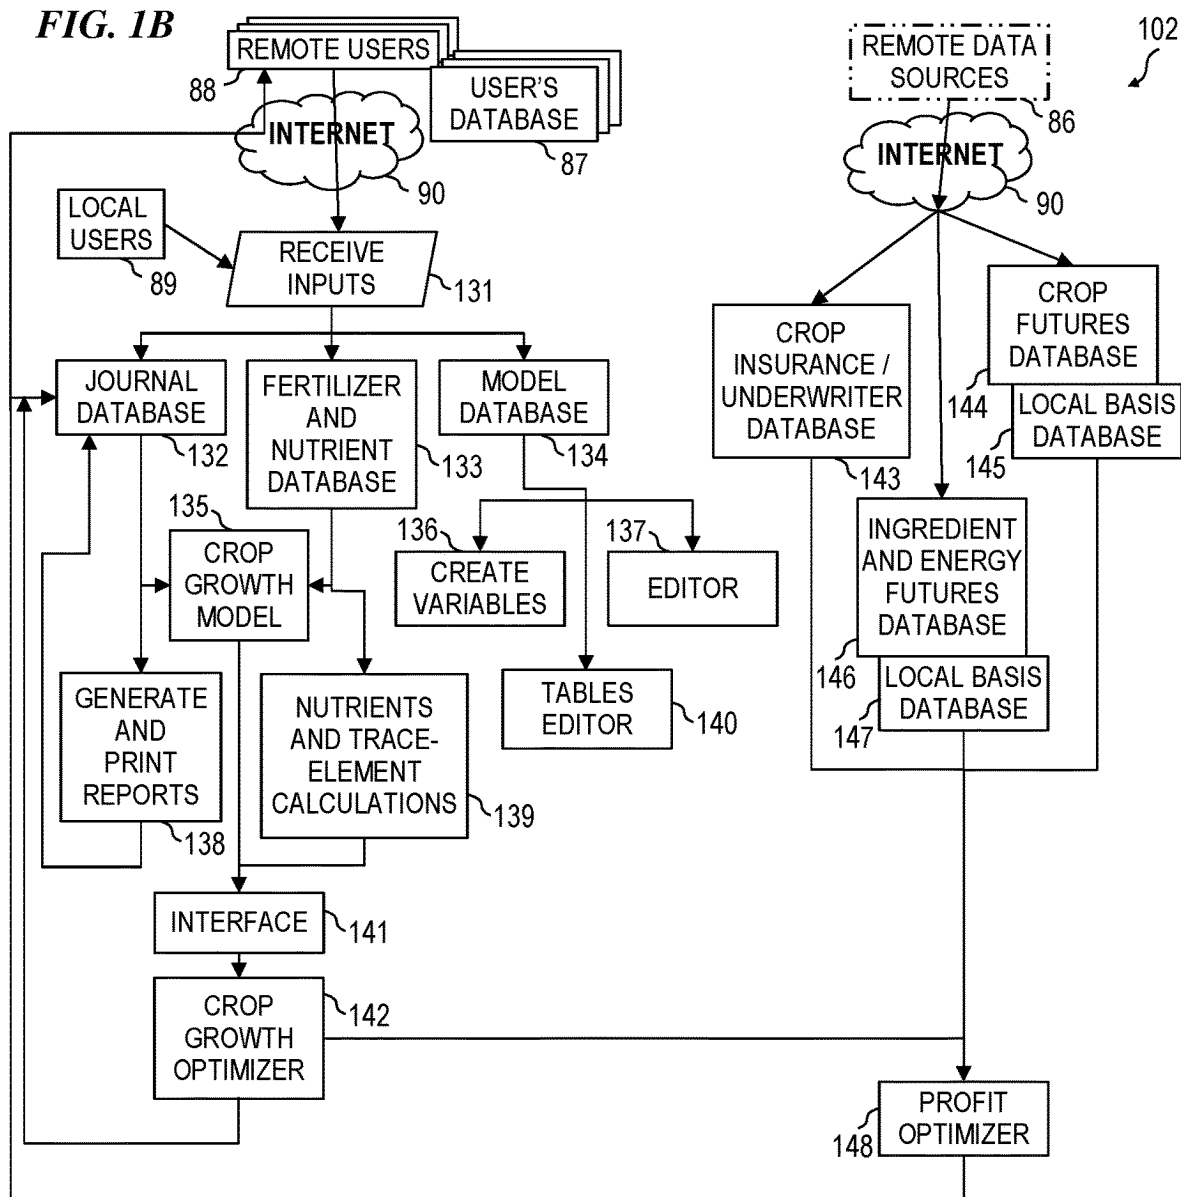 FIG. 1B
REMOTE USERS
88
USER'S
DATABASE
87
INTERNET
90
REMOTE DATA
SOURCES
86
102
INTERNET
90
LOCAL
USERS
89
RECEIVE
INPUTS
131
JOURNAL
DATABASE
132
FERTILIZER
AND
NUTRIENT
DATABASE
133
MODEL
DATABASE
134
CROP
INSURANCE /
UNDERWRITER
DATABASE
143
CROP
FUTURES
DATABASE
144
LOCAL BASIS
DATABASE
145
135
CROP
GROWTH
MODEL
136
CREATE
VARIABLES
137
EDITOR
INGREDIENT
AND ENERGY
FUTURES
DATABASE
146
LOCAL BASIS
DATABASE
147
GENERATE
AND
PRINT
REPORTS
138
NUTRIENTS
AND TRACE-
ELEMENT
CALCULATIONS
139
TABLES
EDITOR
140
INTERFACE
141
CROP
GROWTH
OPTIMIZER
142
PROFIT
OPTIMIZER
148